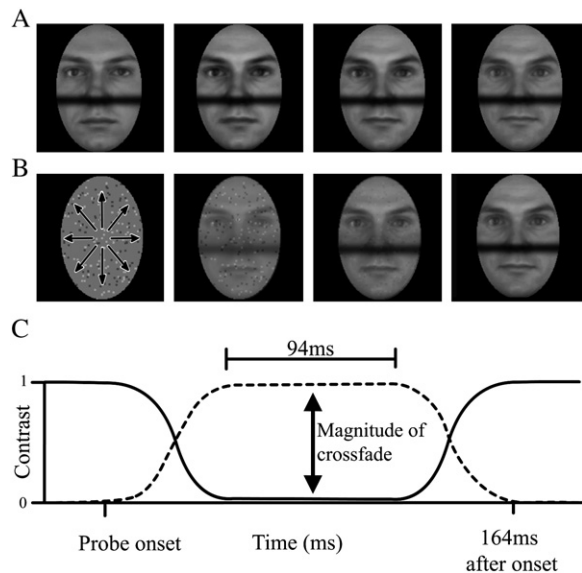 A
B
C
94ms
1
Contrast
Magnitude of
crossfade
0
Probe onset
Time (ms)
164ms
after onset